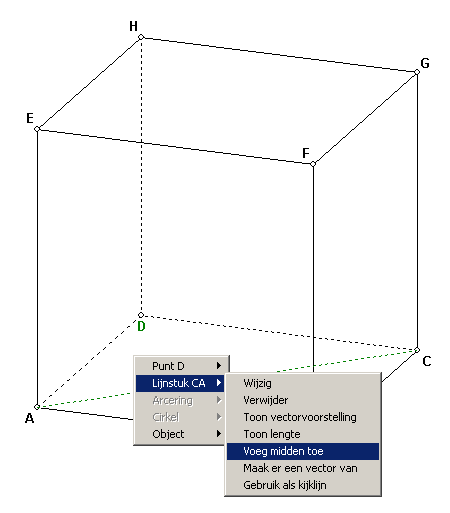 H
G
E
F
D
C
A
Punt D
Lijnstuk CA
Arcering
Cirkel
Object
Wijzig
Verwijder
Toon vectorvoorstelling
Toon lengte
Voeg midden toe
Maak er een vector van
Gebruik als kijklijn